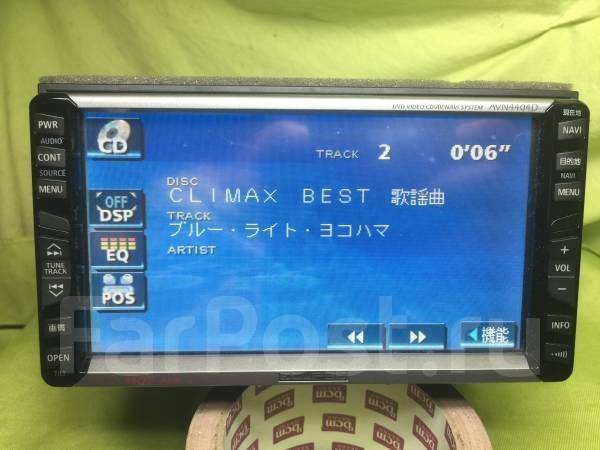 DVD VIDEO/CD/AV/NAVI SYSTEM AVN4404D
PWR
AUDIO
CONT
SOURCE
MENU
TUNE
TRACK
OPEN
TILT
CD
TRACK 2 0'06"
DISC
CLIMAX BEST 歌謡曲
TRACK
ブルー・ライト・ヨコハマ
ARTIST
OFF
DSP
EQ
POS
機能
現在地
NAVI
目的地
NAVI
MENU
+
VOL
−
INFO
FarPost.ru
DCM